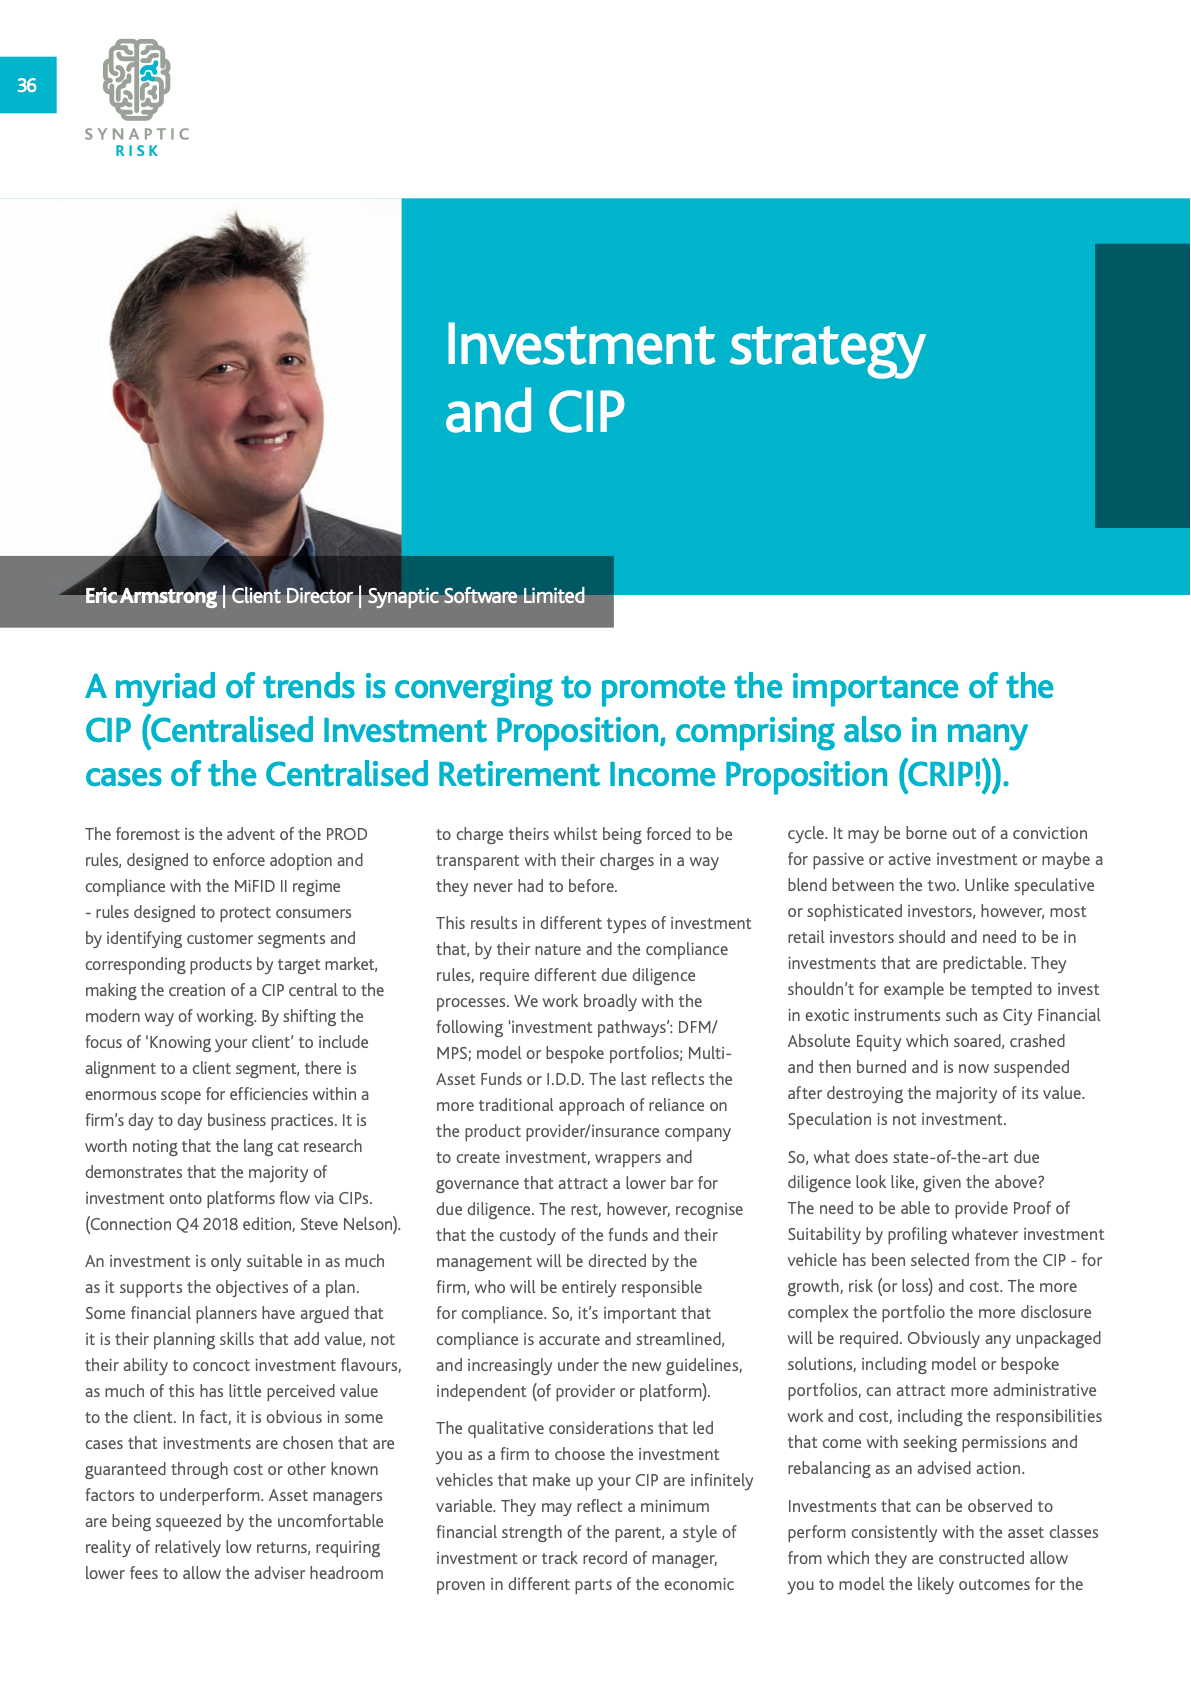 36
SYNAPTIC
RISK
Investment strategy
and CIP
Eric Armstrong | Client Director | Synaptic Software Limited
A myriad of trends is converging to promote the importance of the
CIP (Centralised Investment Proposition, comprising also in many
cases of the Centralised Retirement Income Proposition (CRIP!)).
The foremost is the advent of the PROD
rules, designed to enforce adoption and
compliance with the MiFID II regime
- rules designed to protect consumers
by identifying customer segments and
corresponding products by target market,
making the creation of a CIP central to the
modern way of working. By shifting the
focus of ‘Knowing your client’ to include
alignment to a client segment, there is
enormous scope for efficiencies within a
firm’s day to day business practices. It is
worth noting that the lang cat research
demonstrates that the majority of
investment onto platforms flow via CIPs.
(Connection Q4 2018 edition, Steve Nelson).
An investment is only suitable in as much
as it supports the objectives of a plan.
Some financial planners have argued that
it is their planning skills that add value, not
their ability to concoct investment flavours,
as much of this has little perceived value
to the client. In fact, it is obvious in some
cases that investments are chosen that are
guaranteed through cost or other known
factors to underperform. Asset managers
are being squeezed by the uncomfortable
reality of relatively low returns, requiring
lower fees to allow the adviser headroom
to charge theirs whilst being forced to be
transparent with their charges in a way
they never had to before.
This results in different types of investment
that, by their nature and the compliance
rules, require different due diligence
processes. We work broadly with the
following ‘investment pathways’: DFM/
MPS; model or bespoke portfolios; Multi-
Asset Funds or I.D.D. The last reflects the
more traditional approach of reliance on
the product provider/insurance company
to create investment, wrappers and
governance that attract a lower bar for
due diligence. The rest, however, recognise
that the custody of the funds and their
management will be directed by the
firm, who will be entirely responsible
for compliance. So, it’s important that
compliance is accurate and streamlined,
and increasingly under the new guidelines,
independent (of provider or platform).
The qualitative considerations that led
you as a firm to choose the investment
vehicles that make up your CIP are infinitely
variable. They may reflect a minimum
financial strength of the parent, a style of
investment or track record of manager,
proven in different parts of the economic
cycle. It may be borne out of a conviction
for passive or active investment or maybe a
blend between the two. Unlike speculative
or sophisticated investors, however, most
retail investors should and need to be in
investments that are predictable. They
shouldn’t for example be tempted to invest
in exotic instruments such as City Financial
Absolute Equity which soared, crashed
and then burned and is now suspended
after destroying the majority of its value.
Speculation is not investment.
So, what does state-of-the-art due
diligence look like, given the above?
The need to be able to provide Proof of
Suitability by profiling whatever investment
vehicle has been selected from the CIP - for
growth, risk (or loss) and cost. The more
complex the portfolio the more disclosure
will be required. Obviously any unpackaged
solutions, including model or bespoke
portfolios, can attract more administrative
work and cost, including the responsibilities
that come with seeking permissions and
rebalancing as an advised action.
Investments that can be observed to
perform consistently with the asset classes
from which they are constructed allow
you to model the likely outcomes for the